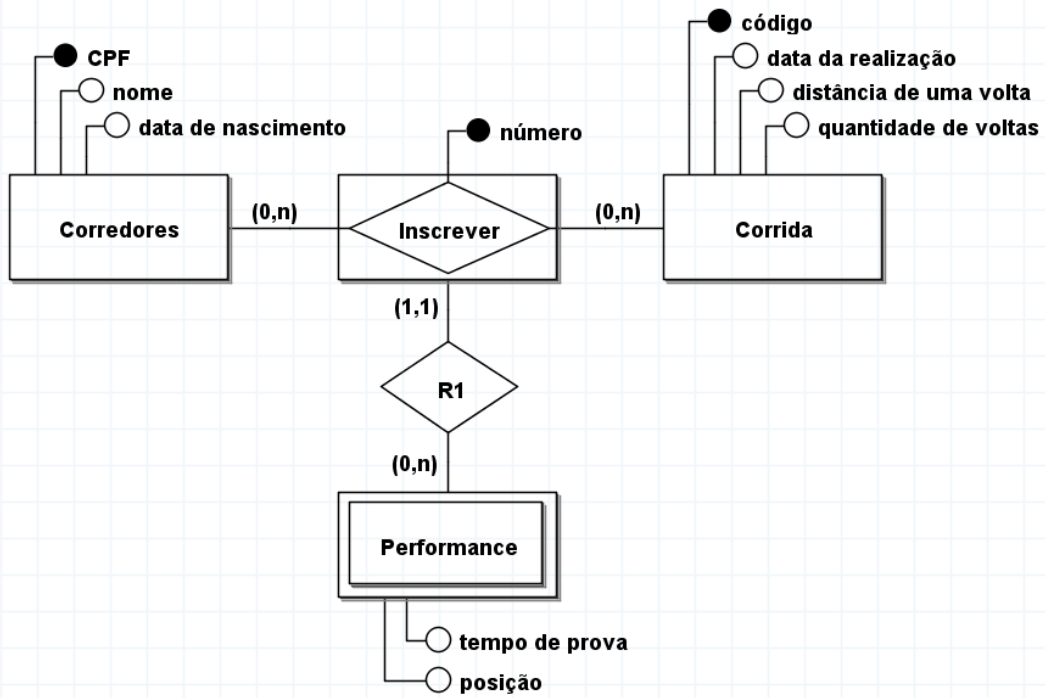 CPF
nome
data de nascimento
código
data da realização
distância de uma volta
quantidade de voltas
número
Corredores
(0,n)
Inscrever
(0,n)
Corrida
(1,1)
R1
(0,n)
Performance
tempo de prova
posição